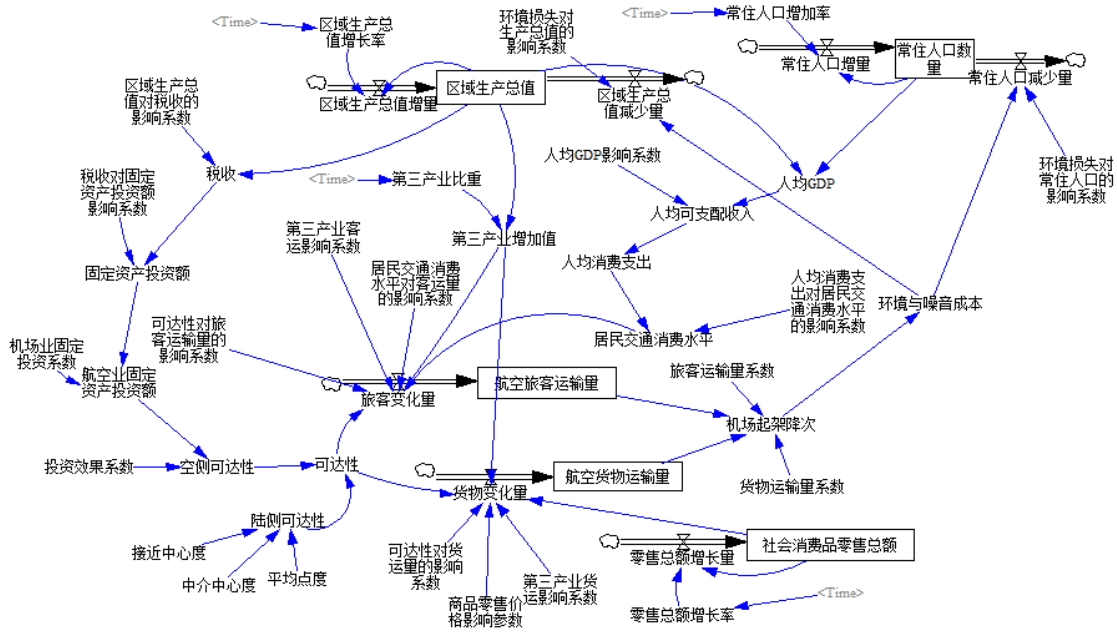 <Time>
区域生产总
值增长率
环境损失对
生产总值的
影响系数
<Time>
常住人口增加率
常住人口增量
常住人口数
量
常住人口减少量
区域生产总值增量
区域生产总值
区域生产总
值减少量
区域生产总
值对税收的
影响系数
税收
人均GDP影响系数
人均GDP
环境损失对
常住人口的
影响系数
税收对固定
资产投资额
影响系数
<Time>
第三产业比重
人均可支配收入
第三产业客
运影响系数
第三产业增加值
居民交通消费
水平对客运量
的影响系数
人均消费支出
固定资产投资额
人均消费支
出对居民交
通消费水平
的影响系数
环境与噪音成本
可达性对旅
客运输量的
影响系数
居民交通消费水平
机场业固定
投资系数
航空业固定
资产投资额
旅客变化量
航空旅客运输量
旅客运输量系数
机场起架降次
投资效果系数
空侧可达性
可达性
货物变化量
航空货物运输量
货物运输量系数
陆侧可达性
接近中心度
中介中心度
平均点度
可达性对货
运量的影响
系数
商品零售价
格影响参数
第三产业货
运影响系数
零售总额增长量
社会消费品零售总额
零售总额增长率
<Time>